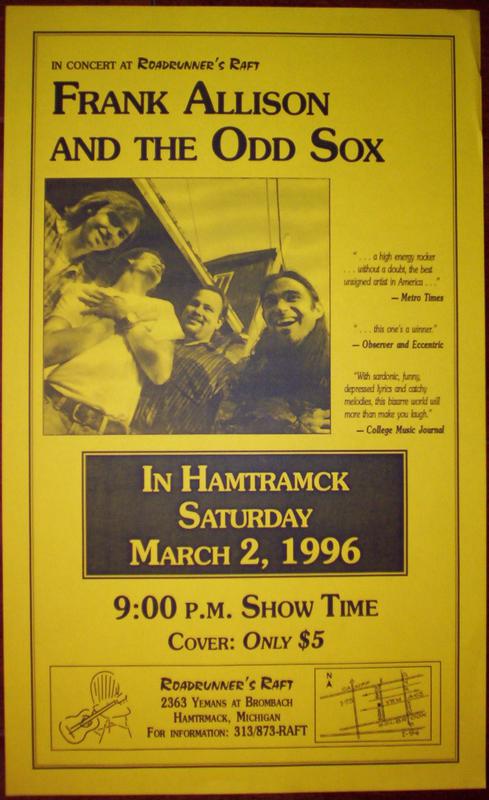 In Concert at Roadrunner's Raft
Frank Allison
and the Odd Sox
". . . a high energy rocker
. . . without a doubt, the best
unsigned artist in America . . ."
— Metro Times
". . . this one's a winner."
— Observer and Eccentric
"With sardonic, funny,
depressed lyrics and catchy
melodies, this bizarre world will
more than make you laugh."
— College Music Journal
In Hamtramck
Saturday
March 2, 1996
9:00 p.m. Show Time
Cover: Only $5
Roadrunner's Raft
2363 Yemans at Brombach
Hamtrmack, Michigan
For information: 313/873-RAFT
N
I-75
I-94